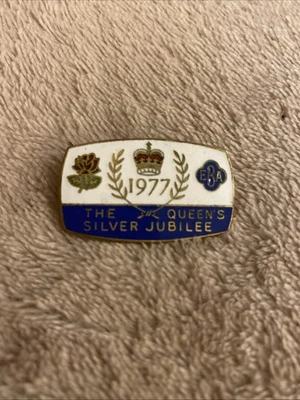 1977
EBA
THE QUEEN'S
SILVER JUBILEE